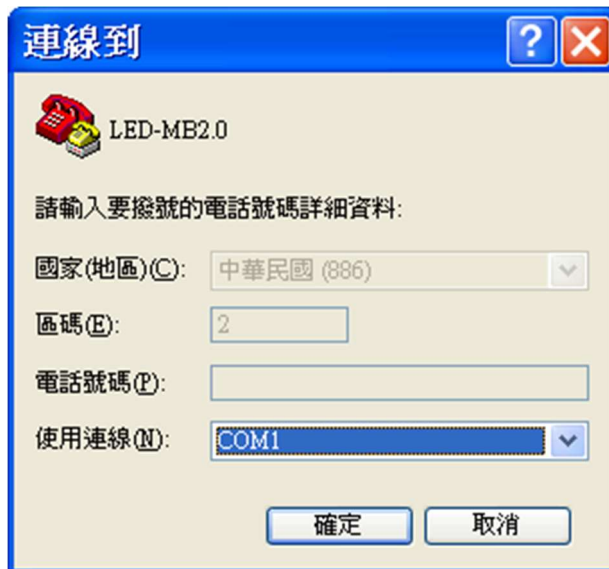 連線到
LED-MB2.0
請輸入要撥號的電話號碼詳細資料:
國家(地區)(C): 中華民國 (886)
區碼(E): 2
電話號碼(P):
使用連線(N): COM1
確定 取消